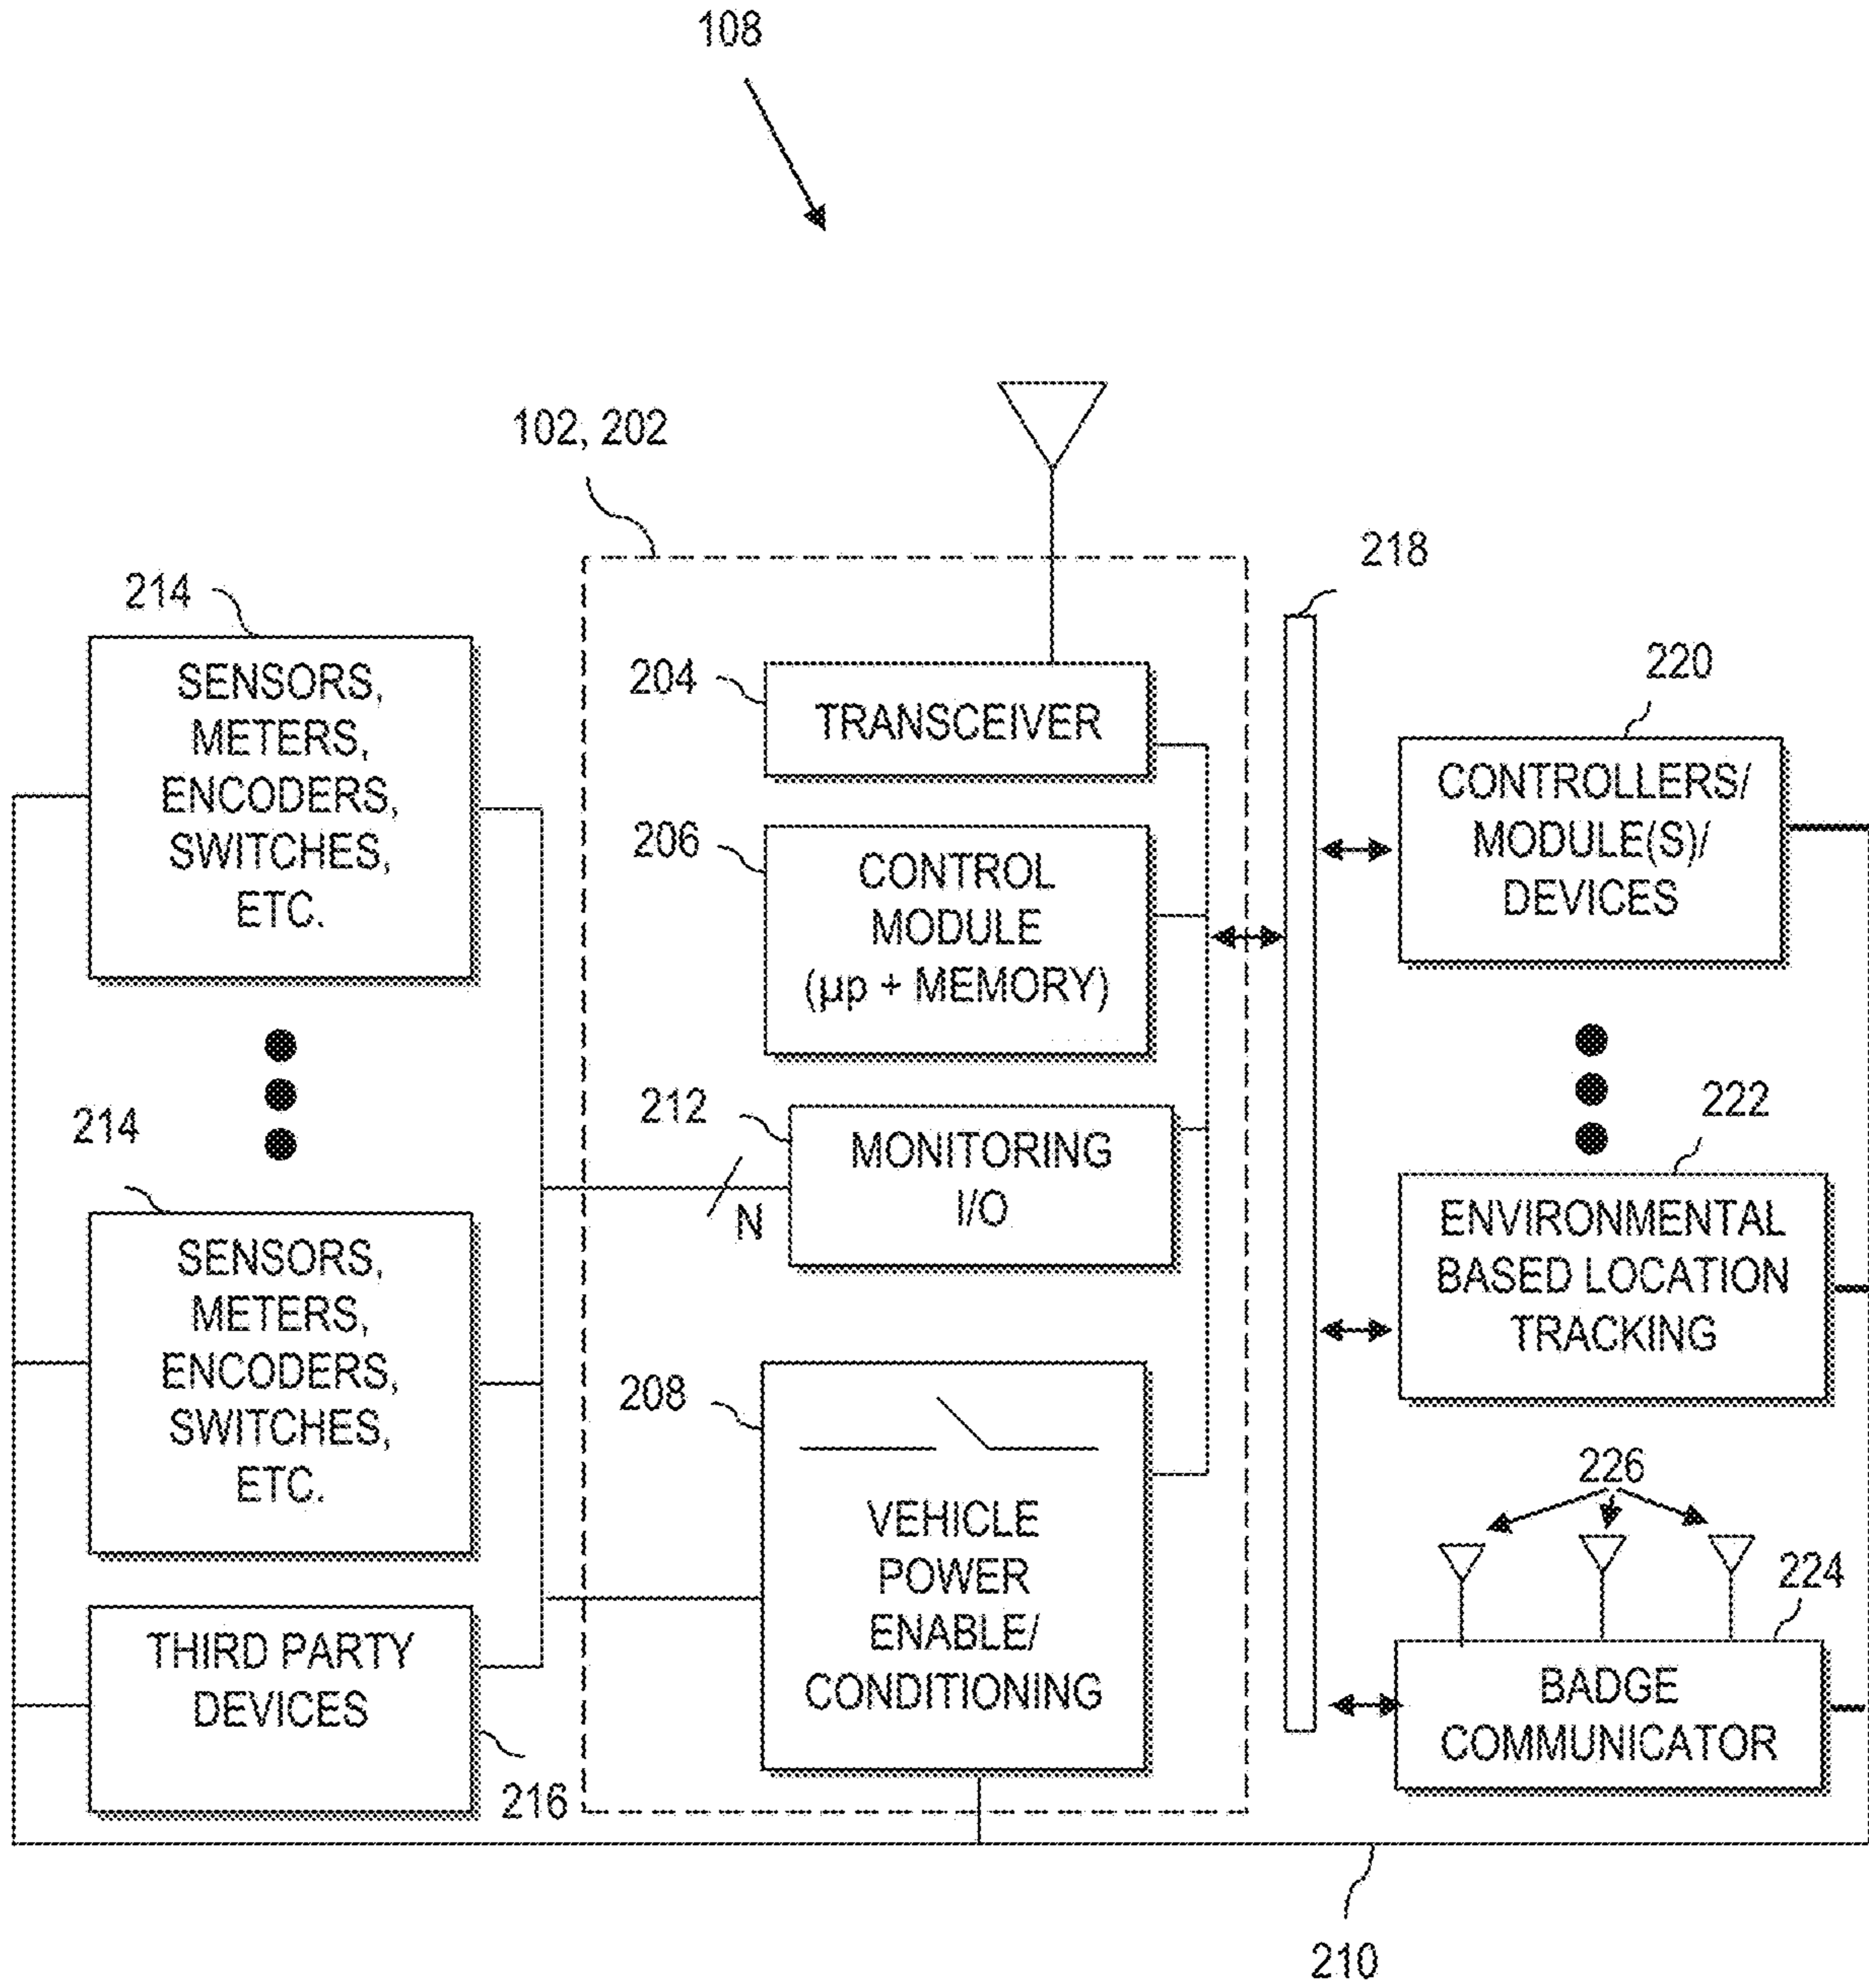 108
102, 202
214
SENSORS,
METERS,
ENCODERS,
SWITCHES,
ETC.
214
SENSORS,
METERS,
ENCODERS,
SWITCHES,
ETC.
THIRD PARTY
DEVICES
216
204
TRANSCEIVER
206
CONTROL
MODULE
(µp + MEMORY)
212
MONITORING
I/O
N
208
VEHICLE
POWER
ENABLE/
CONDITIONING
218
220
CONTROLLERS/
MODULE(S)/
DEVICES
222
ENVIRONMENTAL
BASED LOCATION
TRACKING
226
224
BADGE
COMMUNICATOR
210